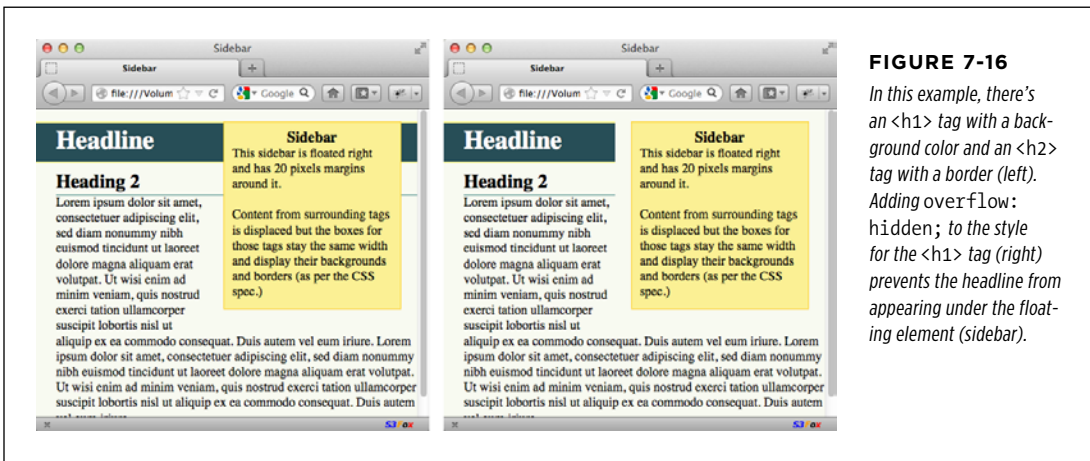 Sidebar
Sidebar
file:///Volum
Google
Headline
Sidebar
This sidebar is floated right
and has 20 pixels margins
around it.
Content from surrounding tags
is displaced but the boxes for
those tags stay the same width
and display their backgrounds
and borders (as per the CSS
spec.)
Heading 2
Lorem ipsum dolor sit amet,
consectetuer adipiscing elit,
sed diam nonummy nibh
euismod tincidunt ut laoreet
dolore magna aliquam erat
volutpat. Ut wisi enim ad
minim veniam, quis nostrud
exerci tation ullamcorper
suscipit lobortis nisl ut
aliquip ex ea commodo consequat. Duis autem vel eum iriure. Lorem
ipsum dolor sit amet, consectetuer adipiscing elit, sed diam nonummy
nibh euismod tincidunt ut laoreet dolore magna aliquam erat volutpat.
Ut wisi enim ad minim veniam, quis nostrud exerci tation ullamcorper
suscipit lobortis nisl ut aliquip ex ea commodo consequat. Duis autem
S3Fox
Sidebar
Sidebar
file:///Volum
Google
Headline
Sidebar
This sidebar is floated right
and has 20 pixels margins
around it.
Content from surrounding tags
is displaced but the boxes for
those tags stay the same width
and display their backgrounds
and borders (as per the CSS
spec.)
Heading 2
Lorem ipsum dolor sit amet,
consectetuer adipiscing elit,
sed diam nonummy nibh
euismod tincidunt ut laoreet
dolore magna aliquam erat
volutpat. Ut wisi enim ad
minim veniam, quis nostrud
exerci tation ullamcorper
suscipit lobortis nisl ut
aliquip ex ea commodo consequat. Duis autem vel eum iriure. Lorem
ipsum dolor sit amet, consectetuer adipiscing elit, sed diam nonummy
nibh euismod tincidunt ut laoreet dolore magna aliquam erat volutpat.
Ut wisi enim ad minim veniam, quis nostrud exerci tation ullamcorper
suscipit lobortis nisl ut aliquip ex ea commodo consequat. Duis autem
S3Fox
FIGURE 7-16
In this example, there's
an <h1> tag with a back-
ground color and an <h2>
tag with a border (left).
Adding overflow:
hidden; to the style
for the <h1> tag (right)
prevents the headline from
appearing under the float-
ing element (sidebar).